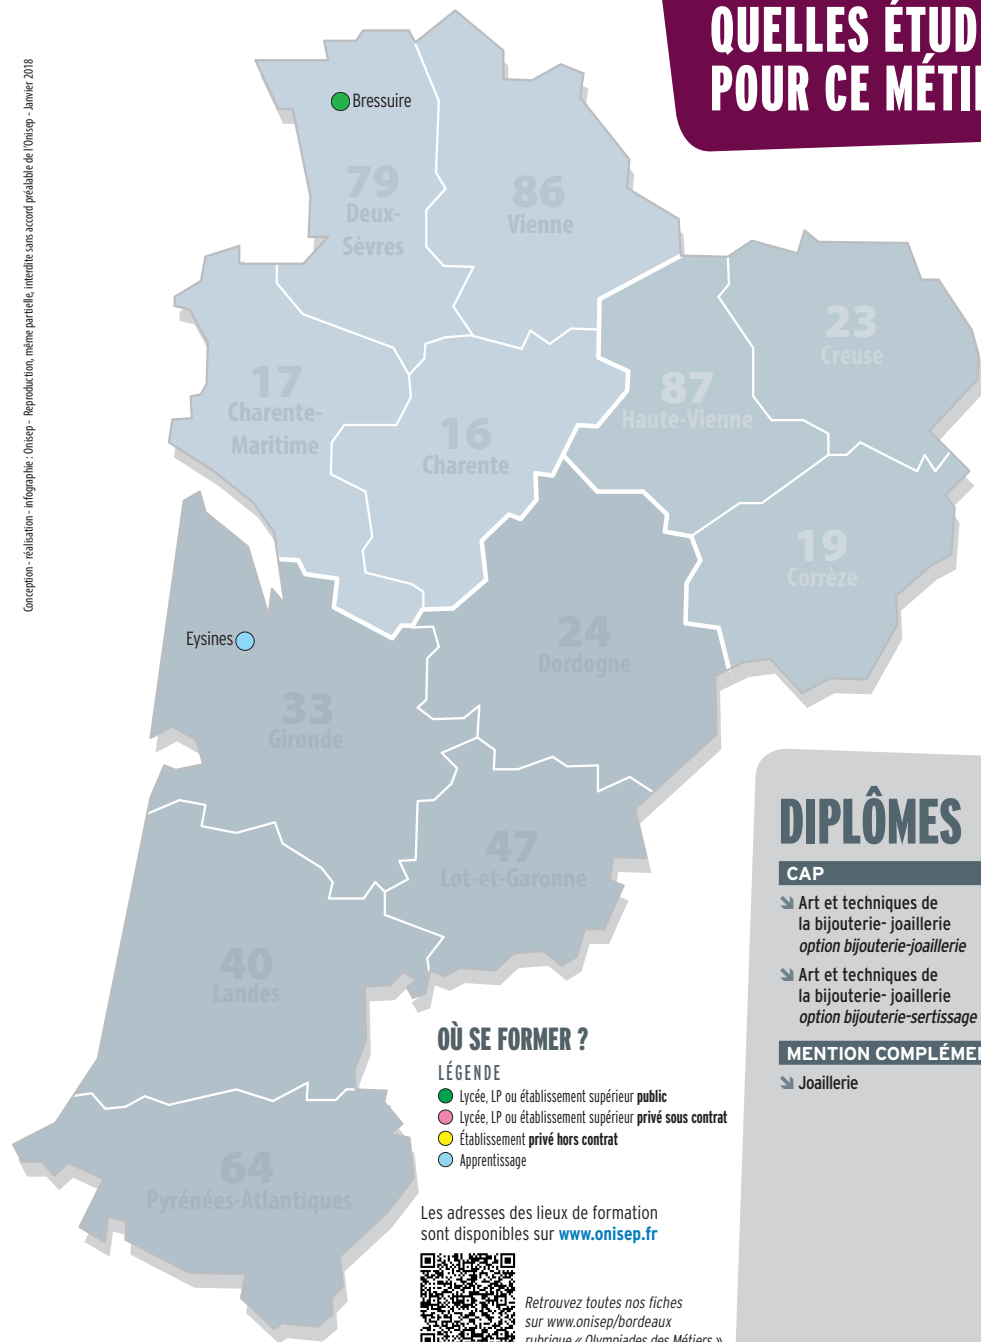 QUELLES ÉTUD
POUR CE MÉTI
Conception - réalisation - infographie : Onisep - Reproduction, même partielle, interdite sans accord préalable de l'Onisep - Janvier 2018
Bressuire
79
Deux-
Sèvres
86
Vienne
23
Creuse
17
Charente-
Maritime
87
Haute-Vienne
16
Charente
19
Corrèze
Eysines
24
Dordogne
33
Gironde
47
Lot-et-Garonne
40
Landes
64
Pyrénées-Atlantiques
DIPLÔMES
CAP
Art et techniques de
la bijouterie- joaillerie
option bijouterie-joaillerie
Art et techniques de
la bijouterie- joaillerie
option bijouterie-sertissage
MENTION COMPLÉME
Joaillerie
OÙ SE FORMER ?
LÉGENDE
Lycée, LP ou établissement supérieur public
Lycée, LP ou établissement supérieur privé sous contrat
Établissement privé hors contrat
Apprentissage
Les adresses des lieux de formation
sont disponibles sur www.onisep.fr
Retrouvez toutes nos fiches
sur www.onisep/bordeaux
rubrique « Olympiades des Métiers »